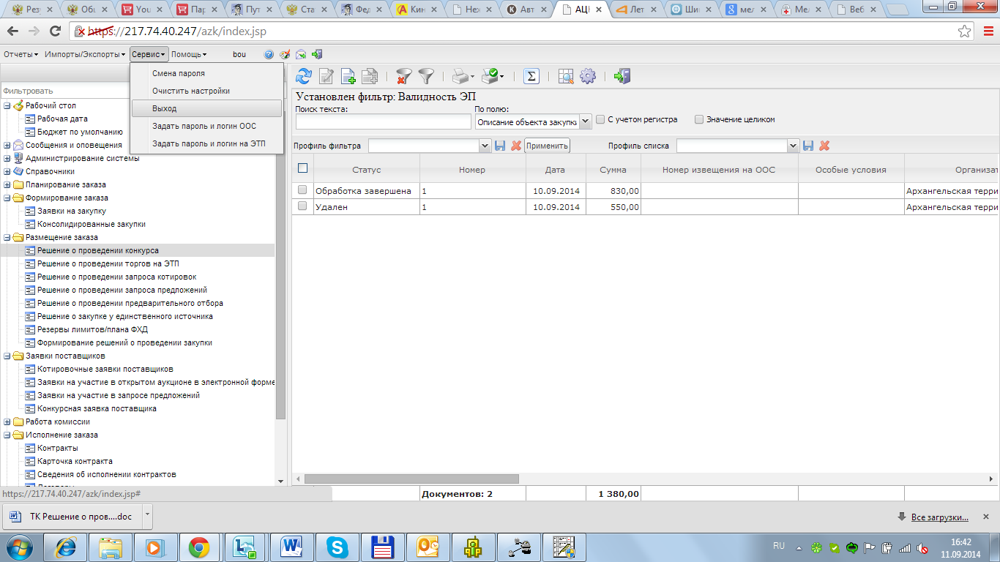 Рез Общ You Пар Пут Ста Фед Кин Нех Авт АЦ Лет Ши мел Ме Веб
https://217.74.40.247/azk/index.jsp
Отчеты Импорты/Экспорты Сервис Помощь bou
Смена пароля
Очистить настройки
Выход
Задать пароль и логин ООС
Задать пароль и логин на ЭТП
Фильтровать
Рабочий стол
Рабочая дата
Бюджет по умолчанию
Сообщения и оповещения
Администрирование системы
Справочники
Планирование заказа
Формирование заказа
Заявки на закупку
Консолидированные закупки
Размещение заказа
Решение о проведении конкурса
Решение о проведении торгов на ЭТП
Решение о проведении запроса котировок
Решение о проведении запроса предложений
Решение о проведении предварительного отбора
Решение о закупке у единственного источника
Резервы лимитов/плана ФХД
Формирование решений о проведении закупки
Заявки поставщиков
Котировочные заявки поставщиков
Заявки на участие в открытом аукционе в электронной форме
Заявки на участие в запросе предложений
Конкурсная заявка поставщика
Работа комиссии
Исполнение заказа
Контракты
Карточка контракта
Сведения об исполнении контрактов
Установлен фильтр: Валидность ЭП
Поиск текста: По полю:
Описание объекта закупки С учетом регистра Значение целиком
Профиль фильтра Применить Профиль списка
Статус Номер Дата Сумма Номер извещения на ООС Особые условия Организат
Обработка завершена 1 10.09.2014 830,00 Архангельская терри
Удален 1 10.09.2014 550,00 Архангельская терри
Документов: 2 1 380,00
https://217.74.40.247/azk/index.jsp#
ТК Решение о пров....doc Все загрузки...
RU 16:42
11.09.2014